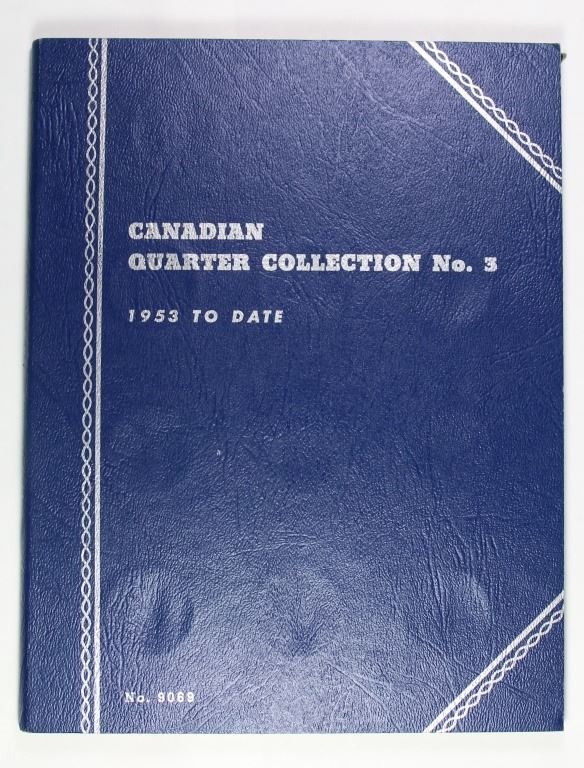 CANADIAN
QUARTER COLLECTION No. 3
1953 TO DATE
No. 9069